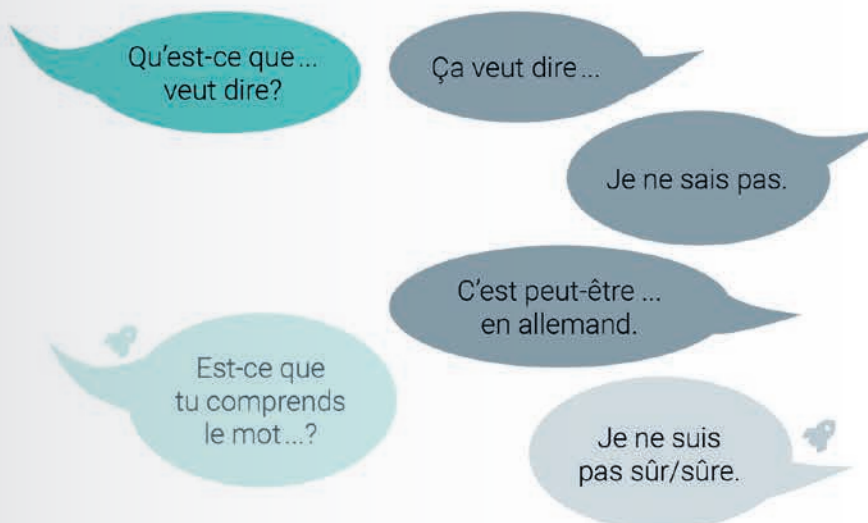 Qu'est-ce que ...
veut dire?
Ça veut dire ...
Je ne sais pas.
C'est peut-être ...
en allemand.
Est-ce que
tu comprends
le mot ...?
Je ne suis
pas sûr/sûre.